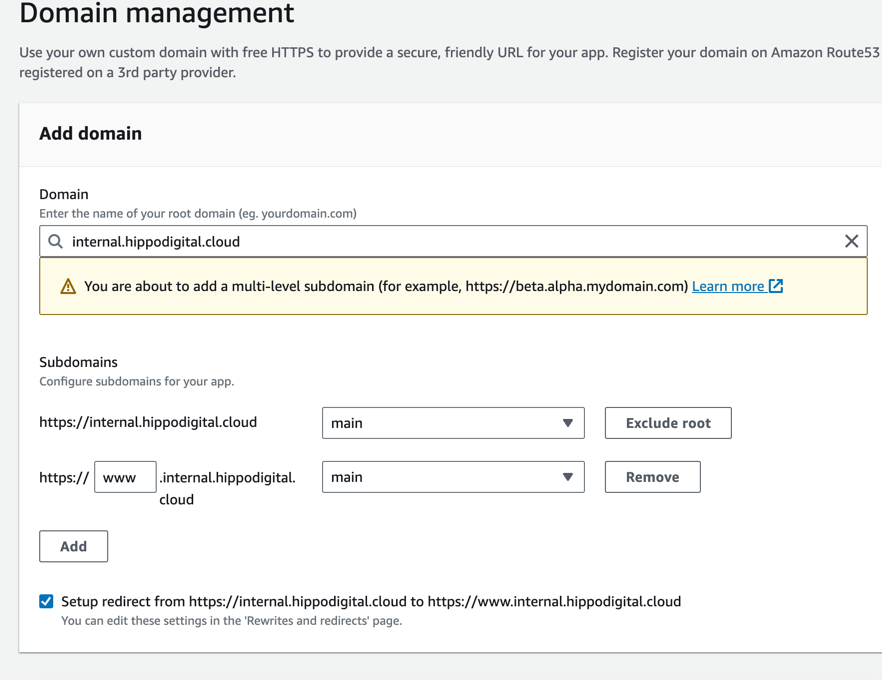 Domain management
Use your own custom domain with free HTTPS to provide a secure, friendly URL for your app. Register your domain on Amazon Route53
registered on a 3rd party provider.
Add domain
Domain
Enter the name of your root domain (eg. yourdomain.com)
internal.hippodigital.cloud
You are about to add a multi-level subdomain (for example, https://beta.alpha.mydomain.com) Learn more
Subdomains
Configure subdomains for your app.
https://internal.hippodigital.cloud main Exclude root
https:// www .internal.hippodigital. main Remove
cloud
Add
Setup redirect from https://internal.hippodigital.cloud to https://www.internal.hippodigital.cloud
You can edit these settings in the 'Rewrites and redirects' page.